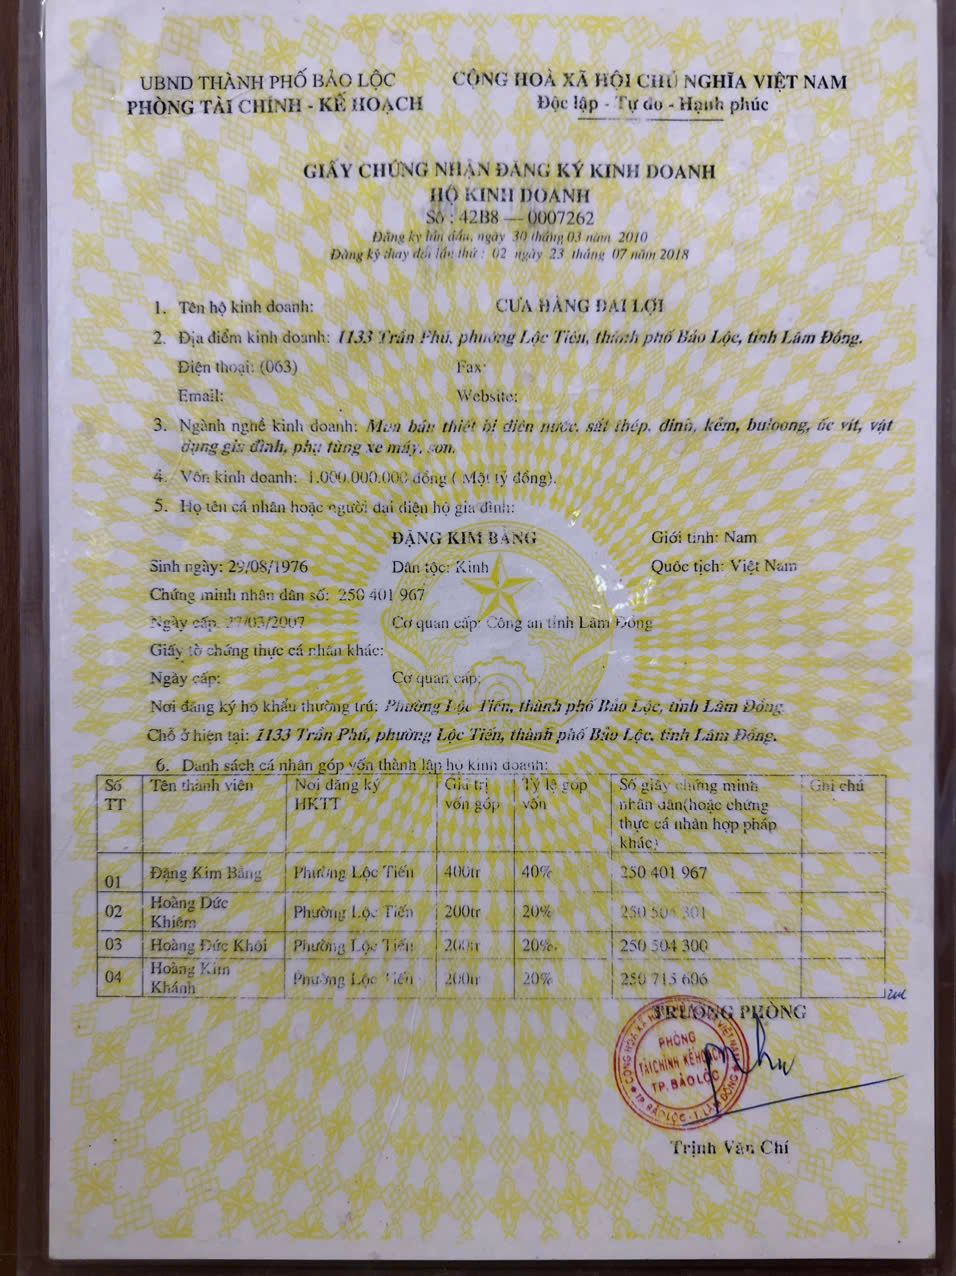 UBND THÀNH PHỐ BẢO LỘC
PHÒNG TÀI CHÍNH - KẾ HOẠCH
CỘNG HOÀ XÃ HỘI CHỦ NGHĨA VIỆT NAM
Độc lập - Tự do - Hạnh phúc
GIẤY CHỨNG NHẬN ĐĂNG KÝ KINH DOANH
HỘ KINH DOANH
Số : 42B8 — 0007262
Đăng ký lần đầu, ngày 30 tháng 03 năm 2010
Đăng ký thay đổi lần thứ : 02 ngày 23 tháng 07 năm 2018
1. Tên hộ kinh doanh: CỬA HÀNG ĐẠI LỢI
2. Địa điểm kinh doanh: 1133 Trần Phú, phường Lộc Tiến, thành phố Bảo Lộc, tỉnh Lâm Đồng.
Điện thoại: (063) Fax:
Email: Website:
3. Ngành nghề kinh doanh: Mua bán thiết bị điện nước, sắt thép, đinh, kẽm, buloong, ốc vít, vật
dụng gia đình, phụ tùng xe máy, sơn.
4. Vốn kinh doanh: 1.000.000.000 đồng ( Một tỷ đồng).
5. Họ tên cá nhân hoặc người đại diện hộ gia đình:
ĐẶNG KIM BẰNG Giới tính: Nam
Sinh ngày: 29/08/1976 Dân tộc: Kinh Quốc tịch: Việt Nam
Chứng minh nhân dân số: 250 401 967
Ngày cấp: 27/03/2007 Cơ quan cấp: Công an tỉnh Lâm Đồng
Giấy tờ chứng thực cá nhân khác:
Ngày cấp: Cơ quan cấp:
Nơi đăng ký hộ khẩu thường trú: Phường Lộc Tiến, thành phố Bảo Lộc, tỉnh Lâm Đồng.
Chỗ ở hiện tại: 1133 Trần Phú, phường Lộc Tiến, thành phố Bảo Lộc, tỉnh Lâm Đồng.
6. Danh sách cá nhân góp vốn thành lập hộ kinh doanh:
Số TT Tên thành viên Nơi đăng ký HKTT Giá trị vốn góp Tỷ lệ góp vốn Số giấy chứng minh nhân dân(hoặc chứng thực cá nhân hợp pháp khác) Ghi chú
01 Đặng Kim Bằng Phường Lộc Tiến 400tr 40% 250 401 967
02 Hoàng Đức Khiêm Phường Lộc Tiến 200tr 20% 250 504 301
03 Hoàng Đức Khôi Phường Lộc Tiến 200tr 20% 250 504 300
04 Hoàng Kim Khánh Phường Lộc Tiến 200tr 20% 250 715 606
TRƯỞNG PHÒNG
PHÒNG
TÀI CHÍNH KẾ HOẠCH
TP. BẢO LỘC
TP. BẢO LỘC - T. LÂM ĐỒNG
Trịnh Văn Chí